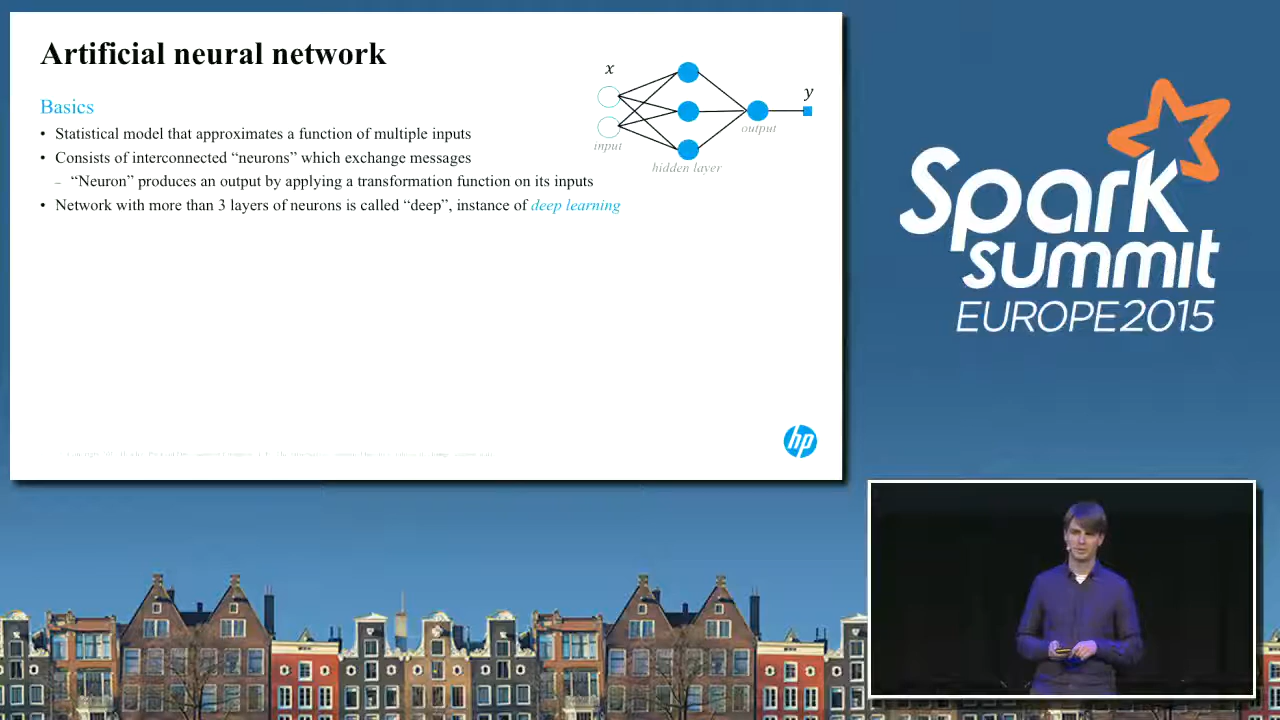 Artificial neural network
Basics
• Statistical model that approximates a function of multiple inputs
• Consists of interconnected “neurons” which exchange messages
– “Neuron” produces an output by applying a transformation function on its inputs
• Network with more than 3 layers of neurons is called “deep”, instance of deep learning
x
input
hidden layer
output
y
hp
Spark
summit
EUROPE 2015